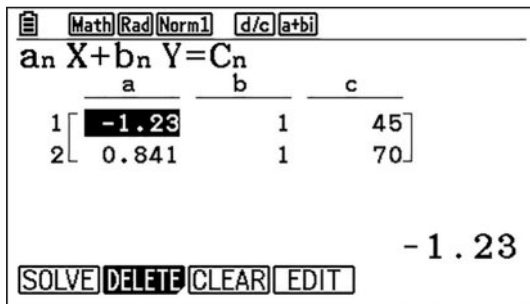 Math Rad Norm1 d/c a+bi
an X+bn Y=Cn
a b c
1 -1.23 1 45
2 0.841 1 70
-1.23
SOLVE DELETE CLEAR EDIT